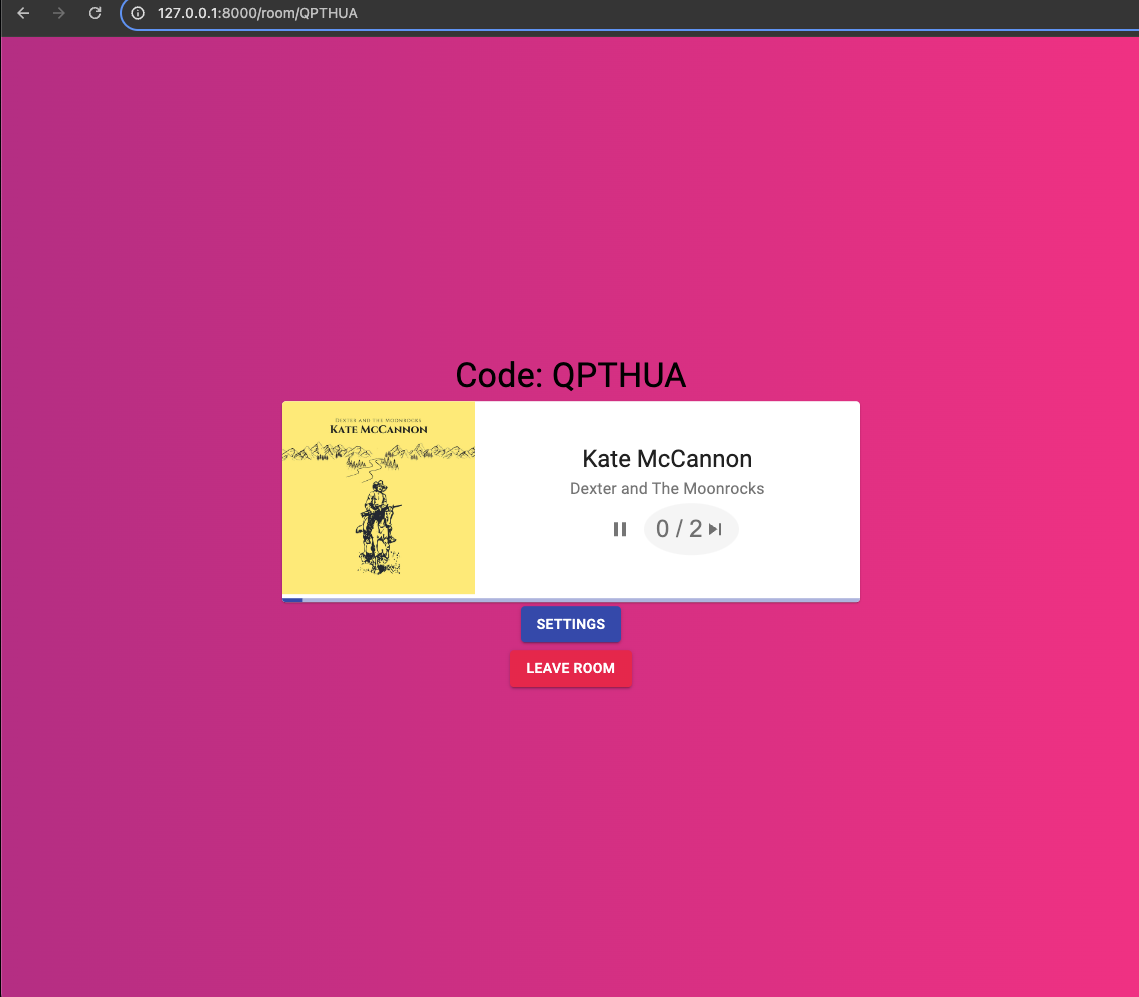 127.0.0.1:8000/room/QPTHUA
Code: QPTHUA
DEXTER AND THE MOONROCKS
KATE MCCANNON
Kate McCannon
Dexter and The Moonrocks
0 / 2
SETTINGS
LEAVE ROOM